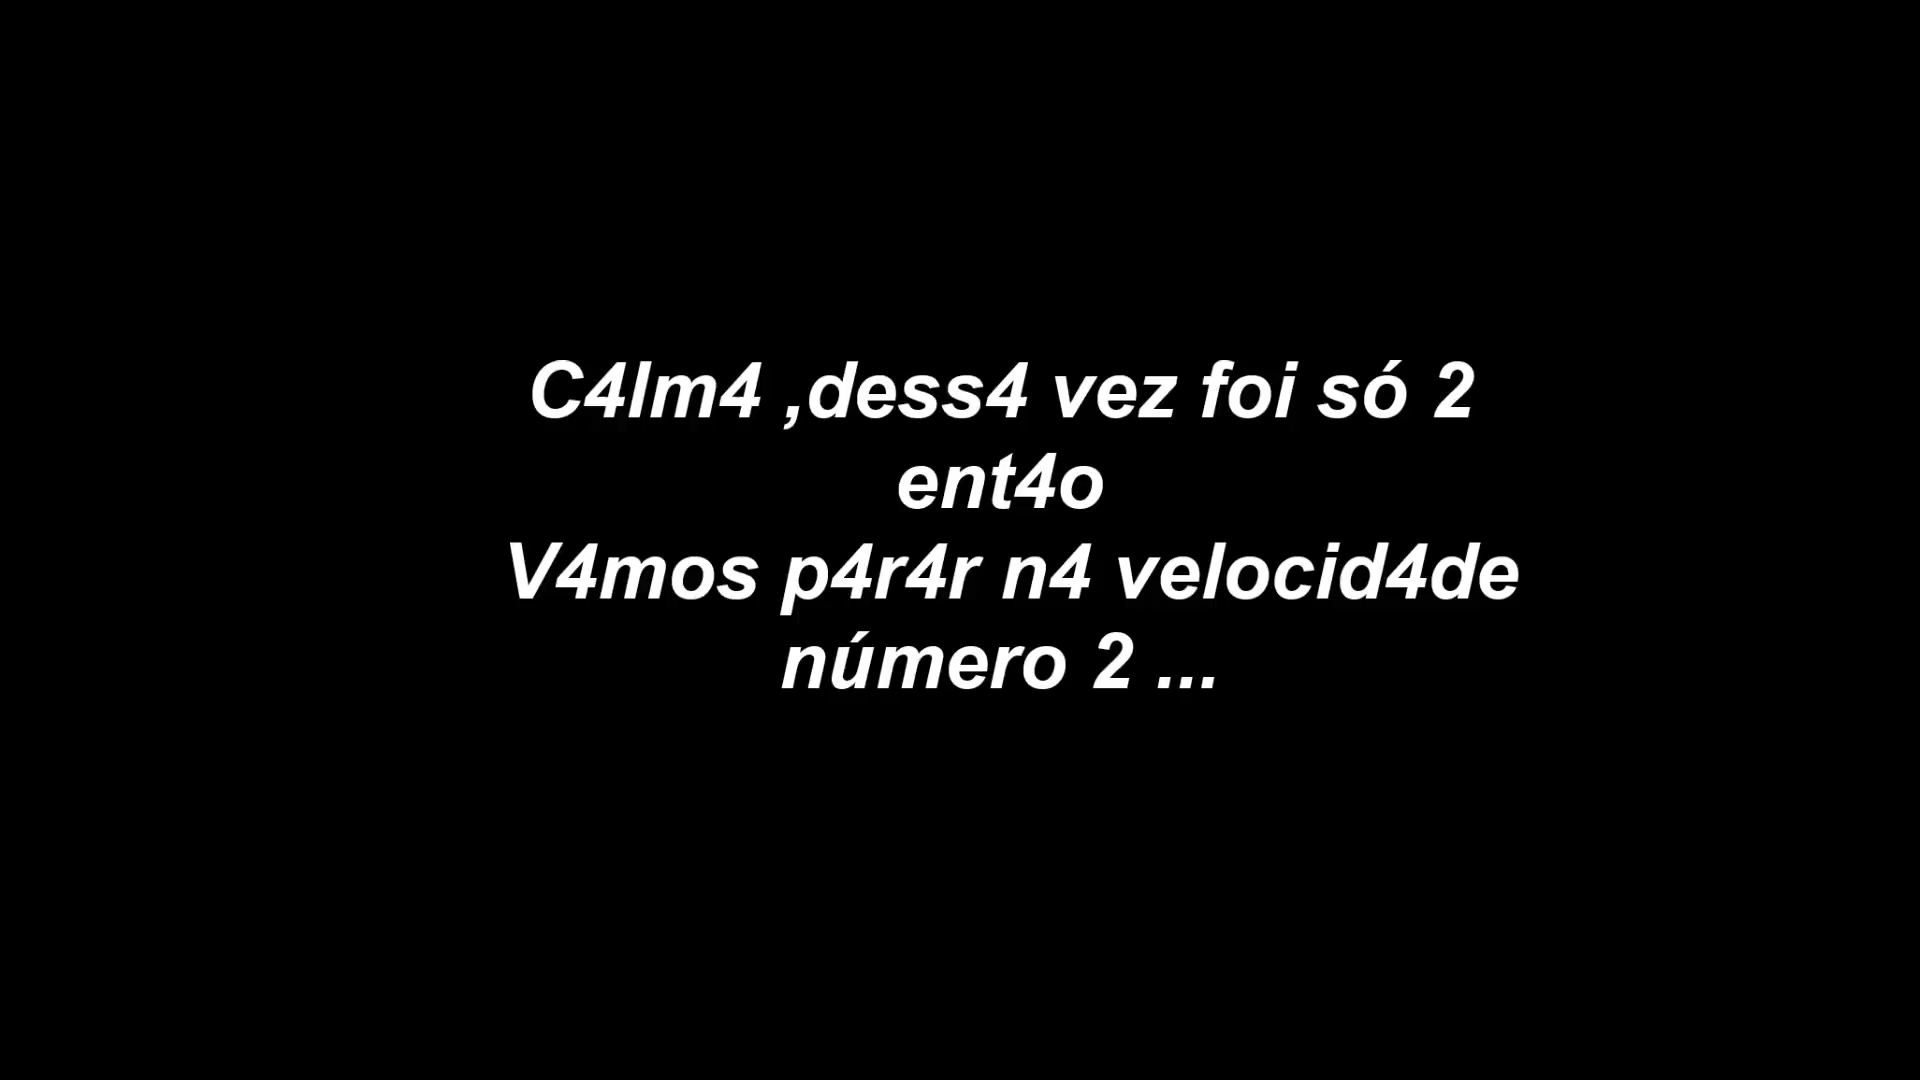 C4lm4 ,dess4 vez foi só 2
ent4o
V4mos p4r4r n4 velocid4de
número 2 ...